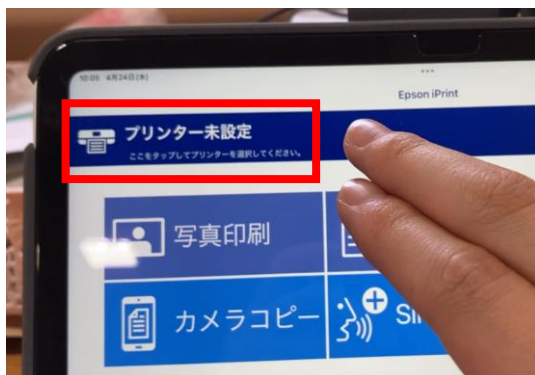 10:05 4月24日(水)
Epson iPrint
プリンター未設定
ここをタップしてプリンターを選択してください。
写真印刷
カメラコピー